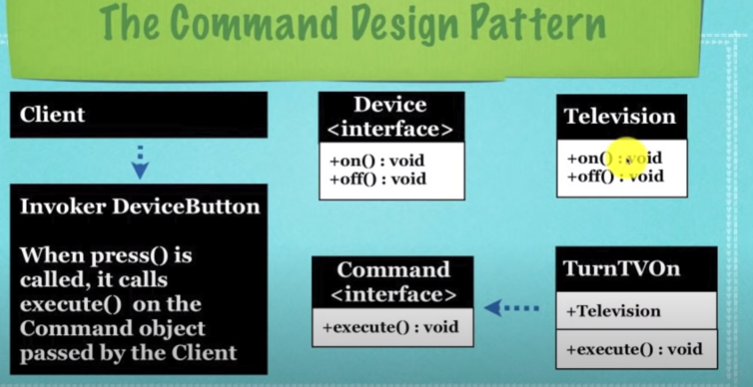 The Command Design Pattern
Client
Invoker DeviceButton
When press() is
called, it calls
execute() on the
Command object
passed by the Client
Device
<interface>
+on() : void
+off() : void
Television
+on() : void
+off() : void
Command
<interface>
+execute() : void
TurnTVOn
+Television
+execute() : void